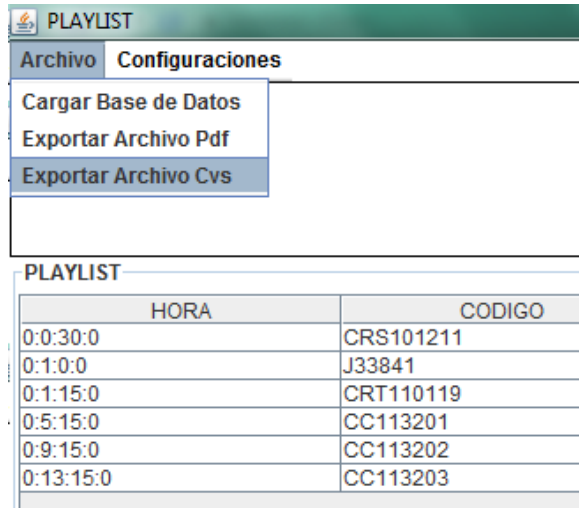 PLAYLIST
Archivo Configuraciones
Cargar Base de Datos
Exportar Archivo Pdf
Exportar Archivo Cvs
PLAYLIST
HORA CODIGO
0:0:30:0 CRS101211
0:1:0:0 J33841
0:1:15:0 CRT110119
0:5:15:0 CC113201
0:9:15:0 CC113202
0:13:15:0 CC113203